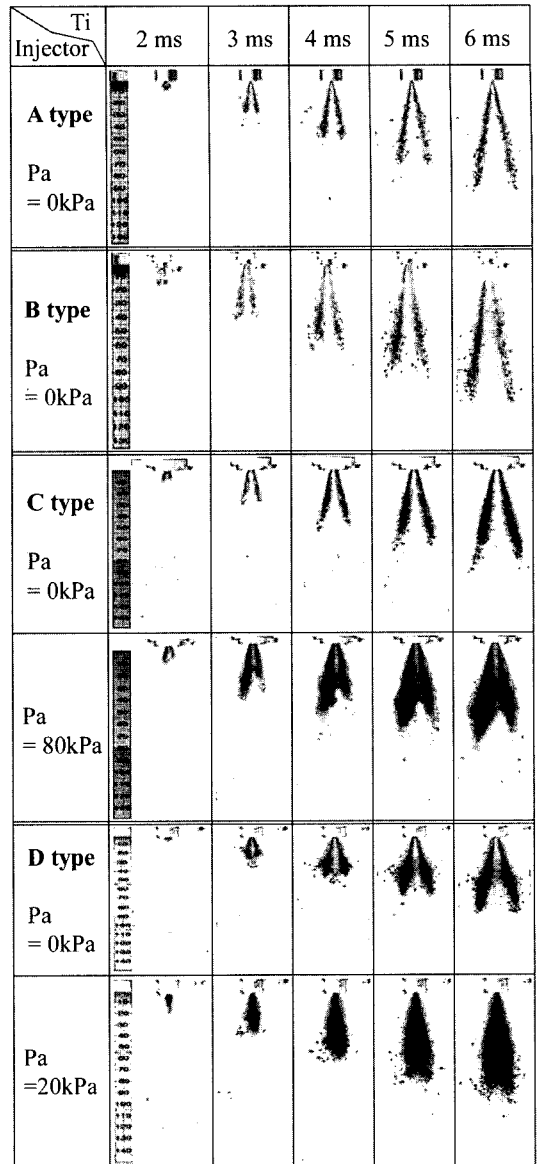 Ti
Injector
2 ms
3 ms
4 ms
5 ms
6 ms
A type
Pa
= 0kPa
B type
Pa
= 0kPa
C type
Pa
= 0kPa
Pa
= 80kPa
D type
Pa
= 0kPa
Pa
=20kPa